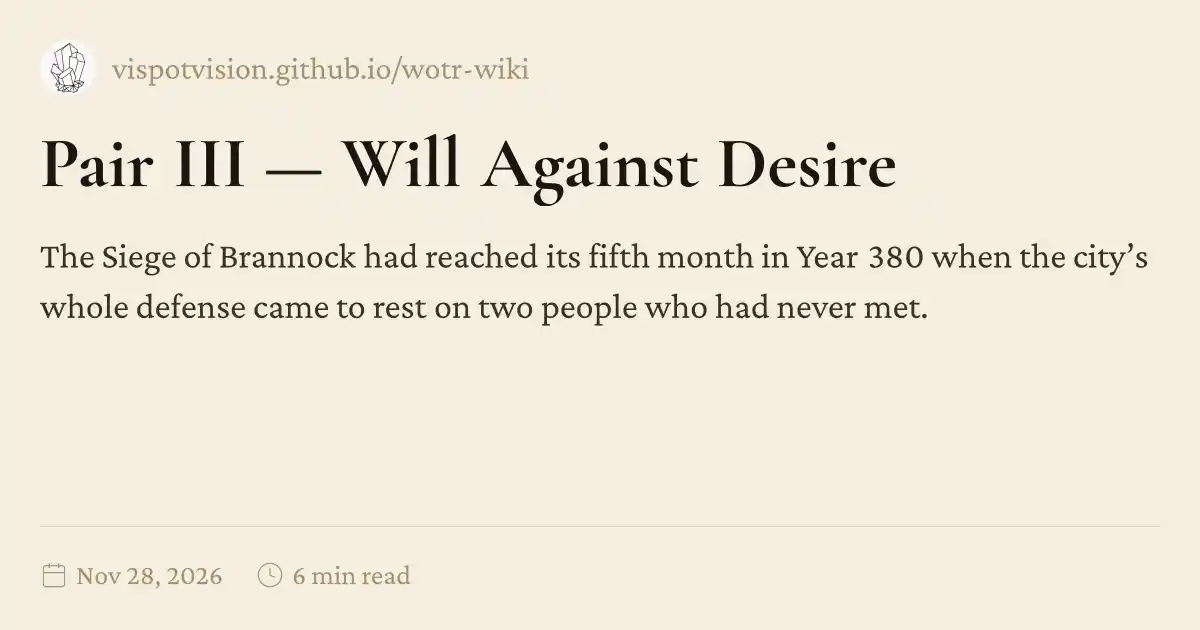 vispotvision.github.io/wotr-wiki
Pair III — Will Against Desire
The Siege of Brannock had reached its fifth month in Year 380 when the city’s
whole defense came to rest on two people who had never met.
Nov 28, 2026 6 min read